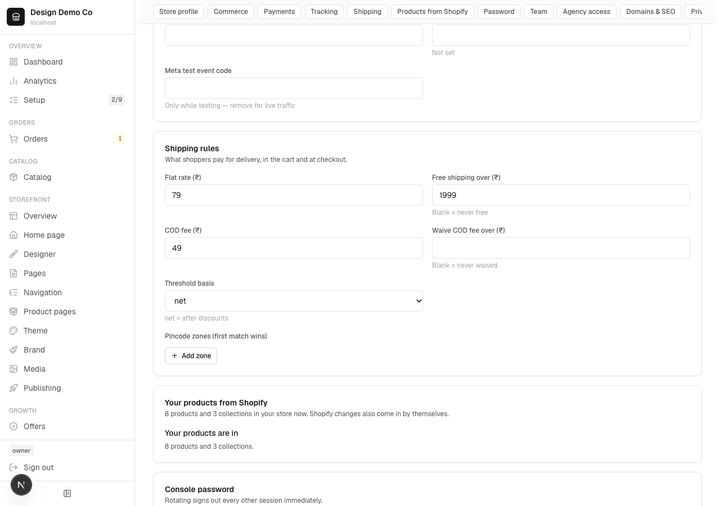 Design Demo Co
localhost
OVERVIEW
Dashboard
Analytics
Setup 2/9
ORDERS
Orders 1
CATALOG
Catalog
STOREFRONT
Overview
Home page
Designer
Pages
Navigation
Product pages
Theme
Brand
Media
Publishing
GROWTH
Offers
owner
Sign out
N
Store profile Commerce Payments Tracking Shipping Products from Shopify Password Team Agency access Domains & SEO Priv
Not set
Meta test event code
Only while testing — remove for live traffic
Shipping rules
What shoppers pay for delivery, in the cart and at checkout.
Flat rate (₹) Free shipping over (₹)
79 1999
Blank = never free
COD fee (₹) Waive COD fee over (₹)
49
Blank = never waived
Threshold basis
net
net = after discounts
Pincode zones (first match wins)
+ Add zone
Your products from Shopify
8 products and 3 collections in your store now. Shopify changes also come in by themselves.
Your products are in
8 products and 3 collections.
Console password
Rotating signs out every other session immediately.